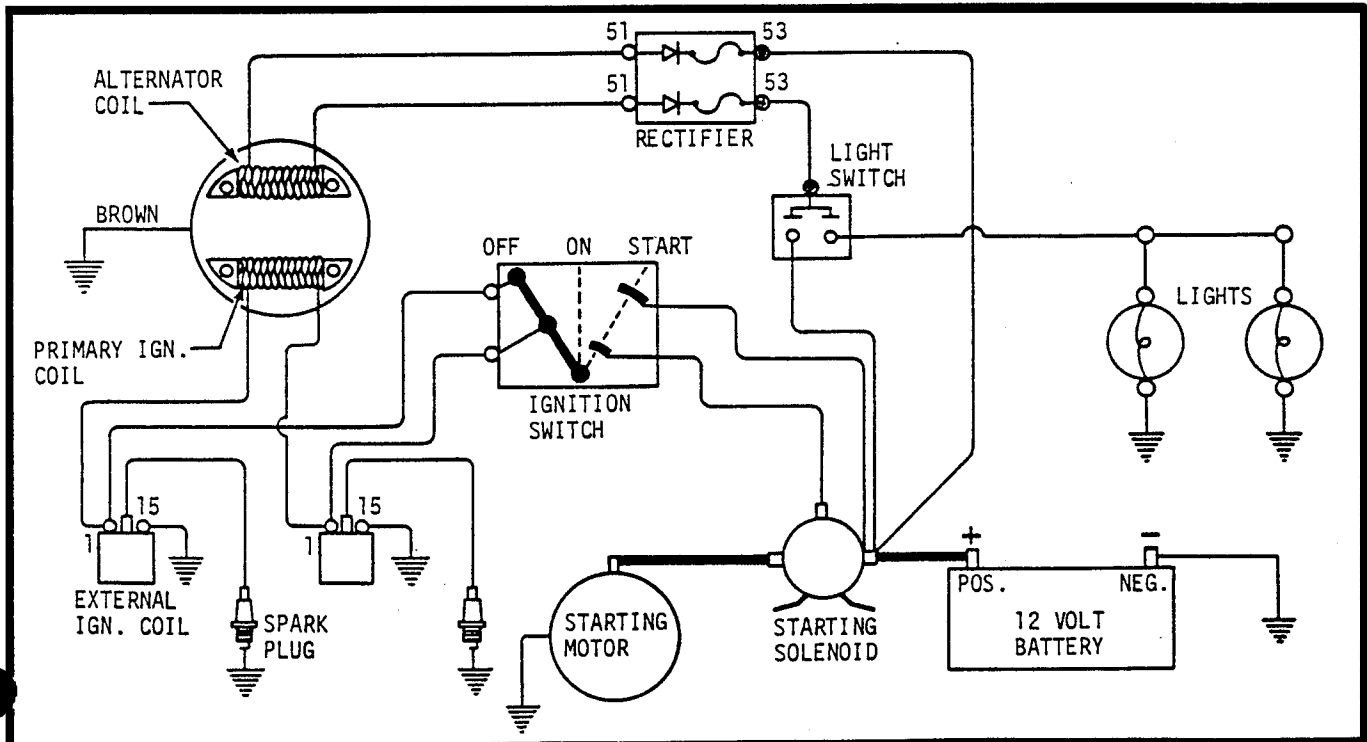 51
53
51
53
RECTIFIER
ALTERNATOR
COIL
BROWN
PRIMARY IGN.
COIL
LIGHT
SWITCH
OFF
ON
START
IGNITION
SWITCH
LIGHTS
1
15
EXTERNAL
IGN. COIL
SPARK
PLUG
1
15
STARTING
MOTOR
STARTING
SOLENOID
+
-
POS.
NEG.
12 VOLT
BATTERY